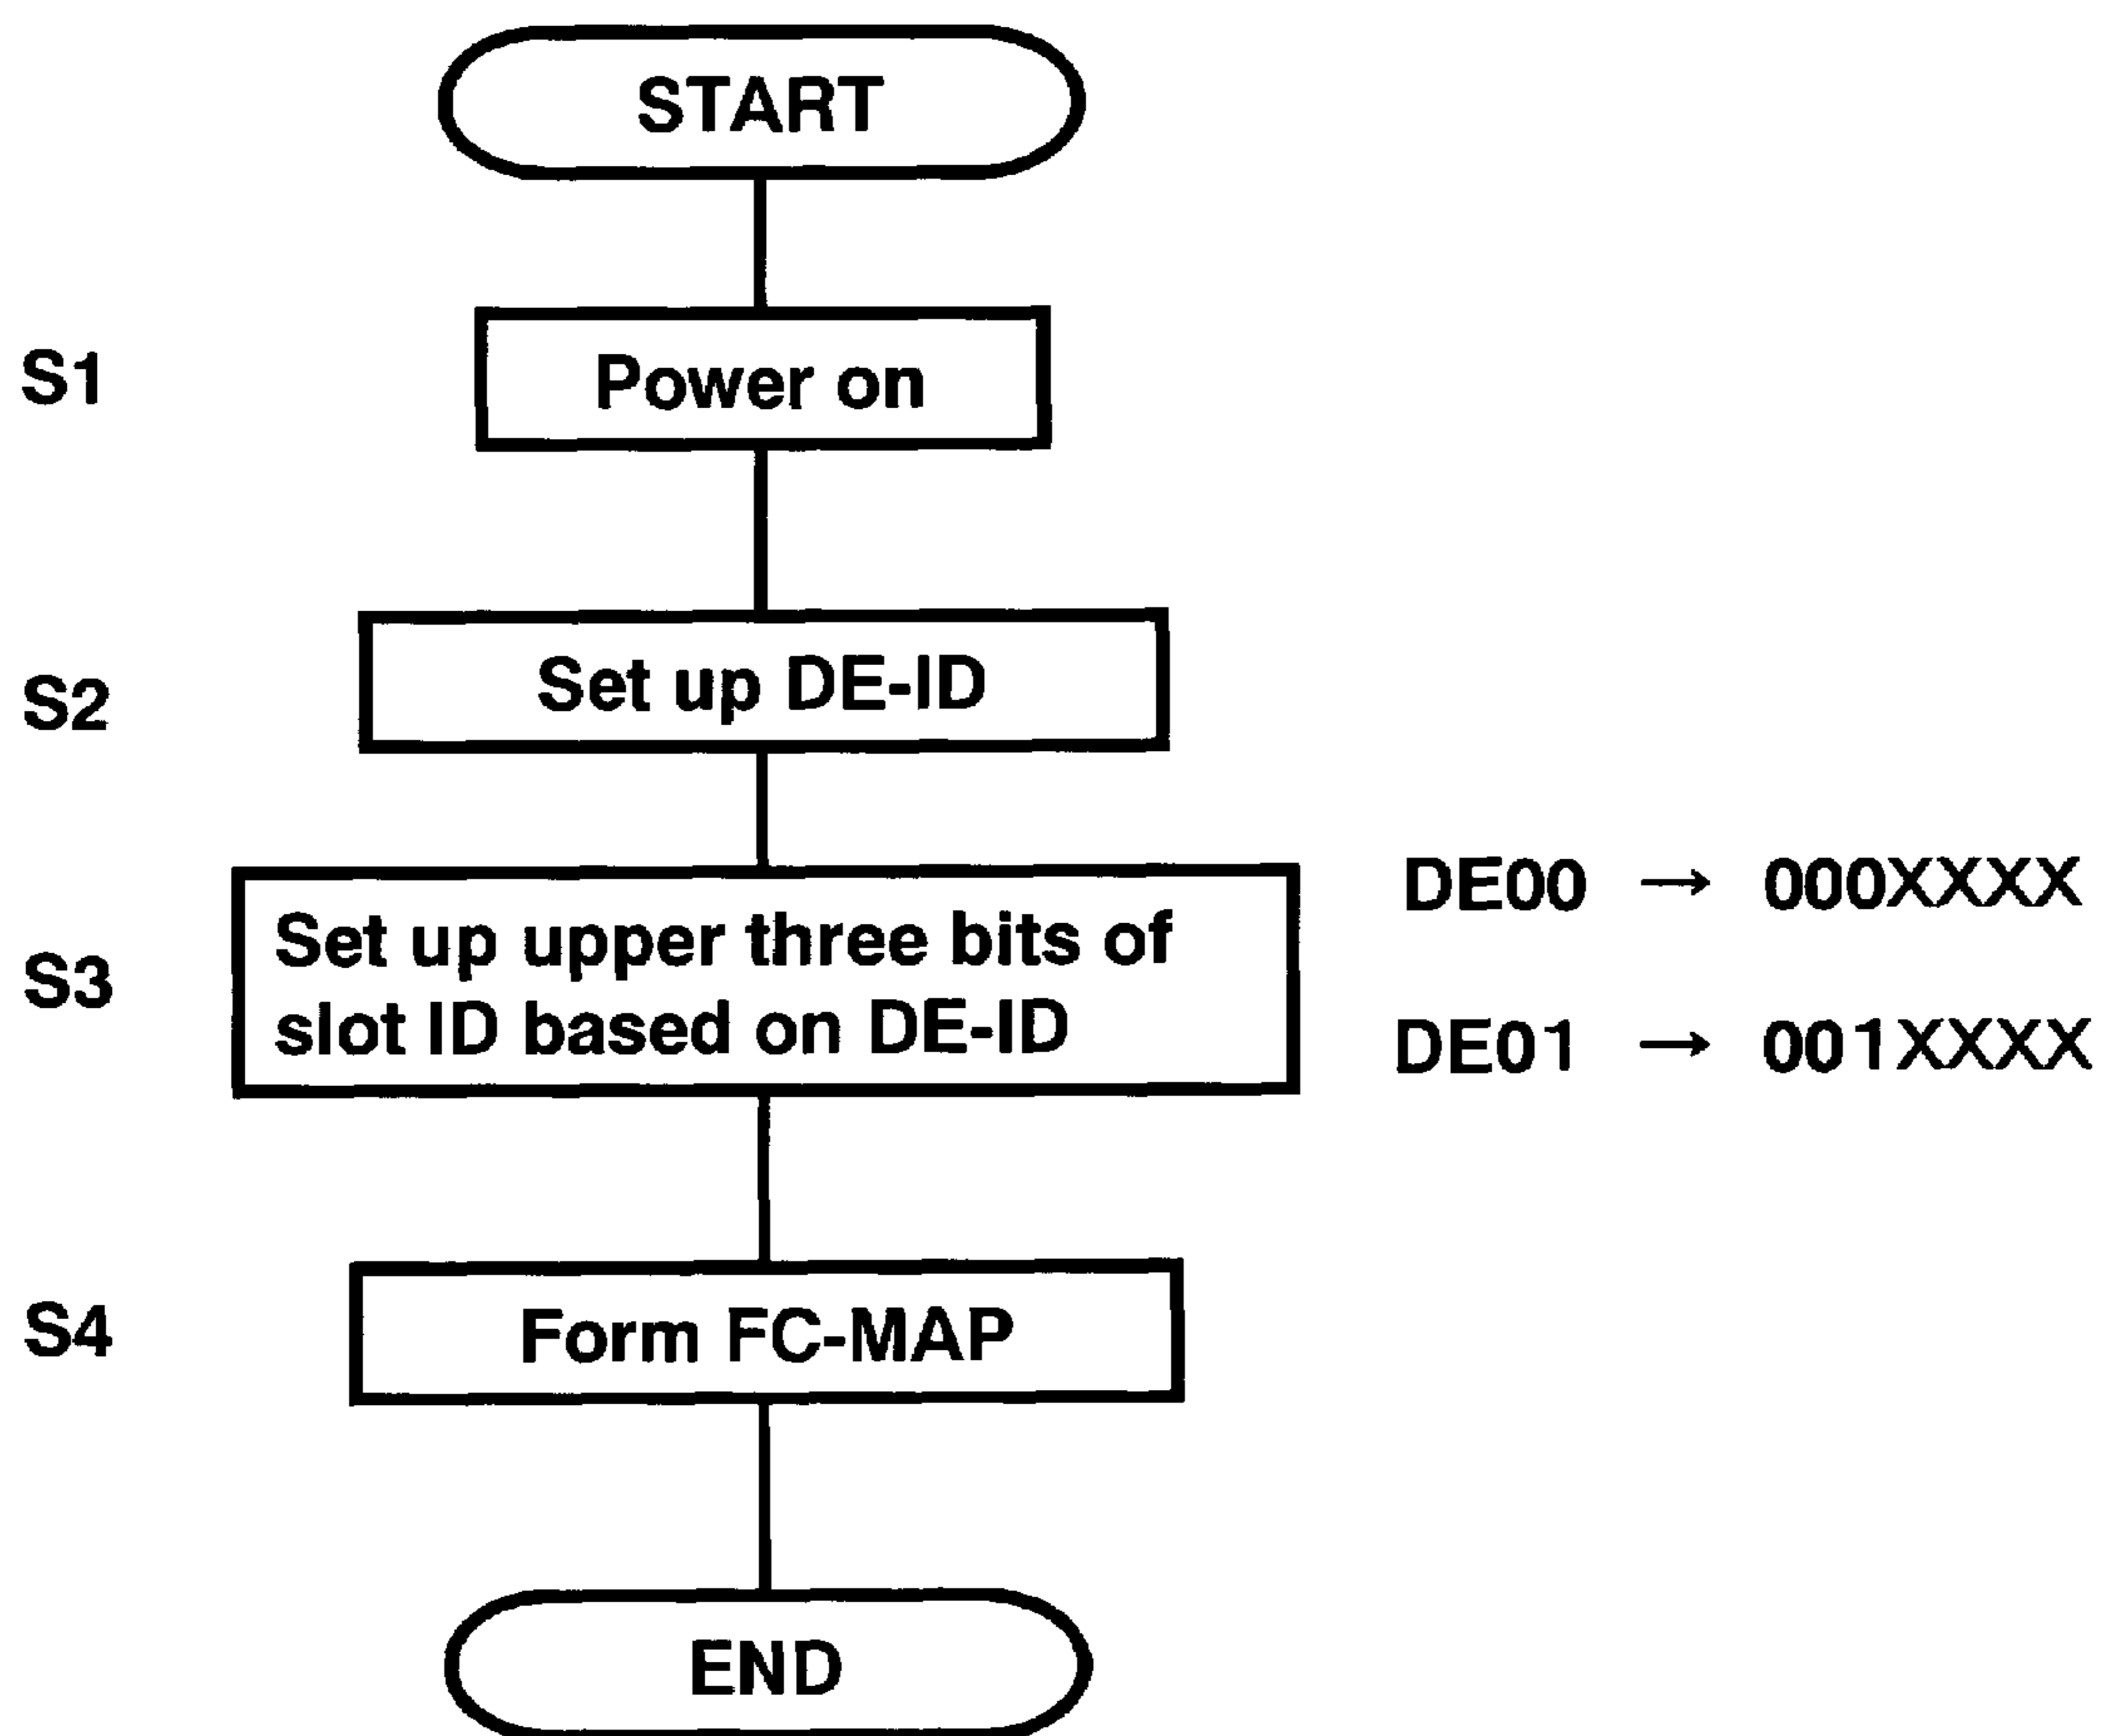 START
S1
Power on
S2
Set up DE-ID
S3
Set up upper three bits of
slot ID based on DE-ID
DE00 → 000XXXX
DE01 → 001XXXX
S4
Form FC-MAP
END